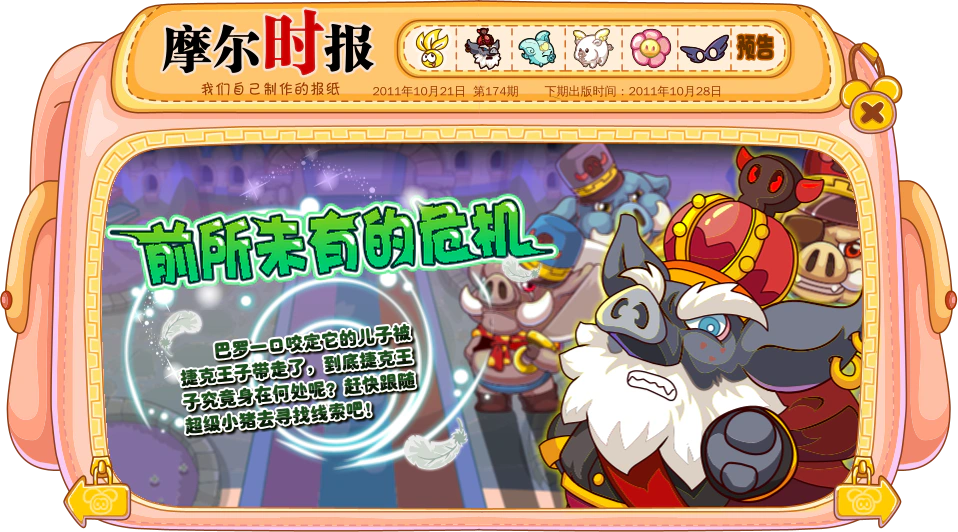 摩尔时报
预告
我们自己制作的报纸
2011年10月21日 第174期
下期出版时间：2011年10月28日
前所未有的危机
巴罗一口咬定它的儿子被
捷克王子带走了，到底捷克王
子究竟身在何处呢？赶快跟随
超级小猪去寻找线索吧！